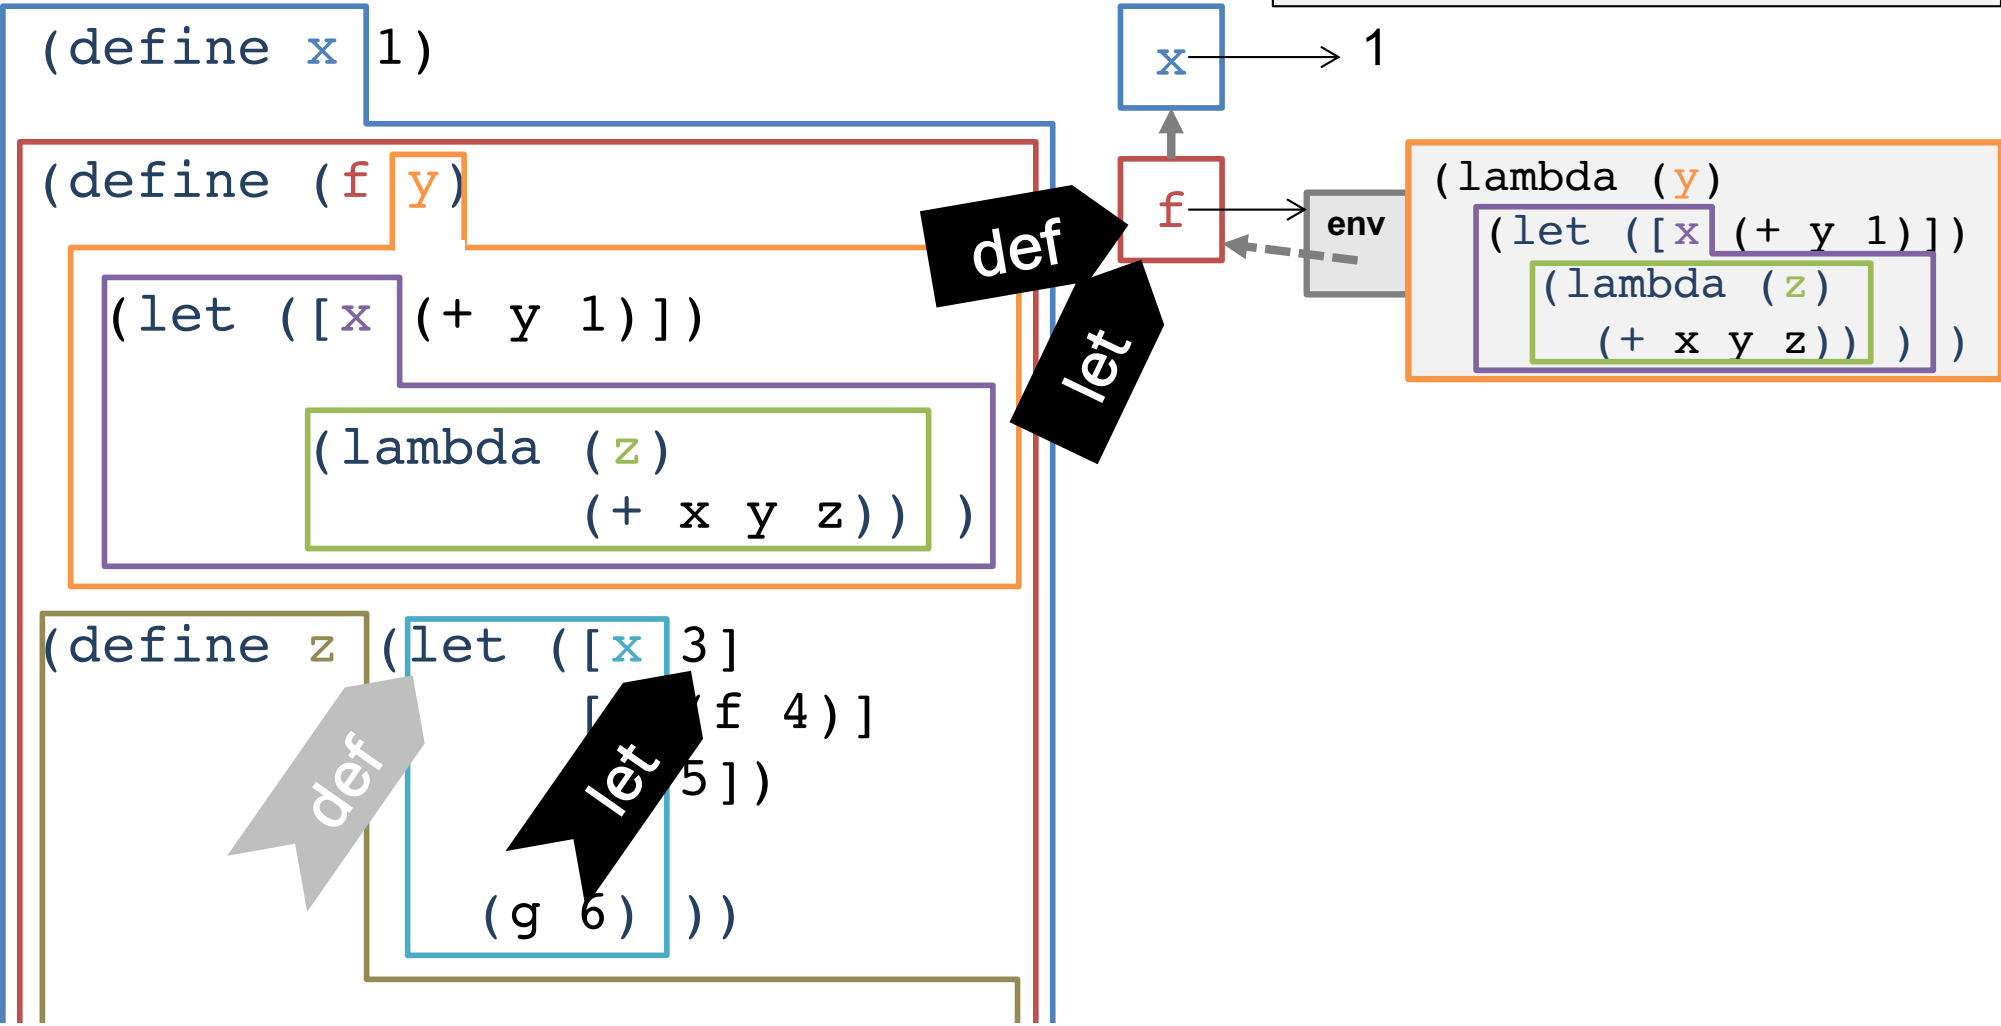 (define x 1)
(define (f y)
(let ([x (+ y 1)])
(lambda (z)
(+ x y z)) )
(define z (let ([x 3]
[ (f 4)]
5])
(g 6) ))
def
let
x
1
f
env
def
let
(lambda (y)
(let ([x (+ y 1)])
(lambda (z)
(+ x y z)) ) )